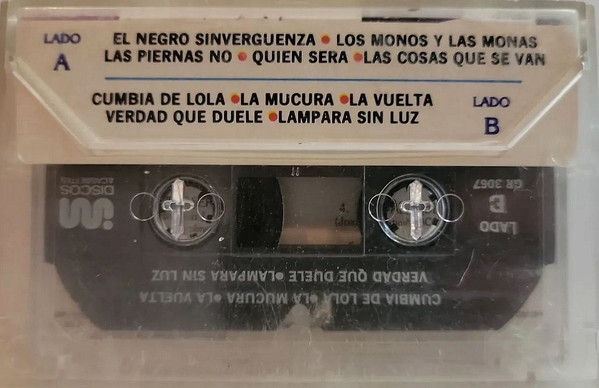 LADO
A
EL NEGRO SINVERGUENZA • LOS MONOS Y LAS MONAS
LAS PIERNAS NO • QUIEN SERA • LAS COSAS QUE SE VAN
CUMBIA DE LOLA • LA MUCURA • LA VUELTA
VERDAD QUE DUELE • LAMPARA SIN LUZ
LADO
B
DISCOS
GR 3067
LADO
VERDAD QUE DUELE • LAMPARA SIN LUZ
CUMBIA DE LOLA • LA MUCURA • LA VUELTA